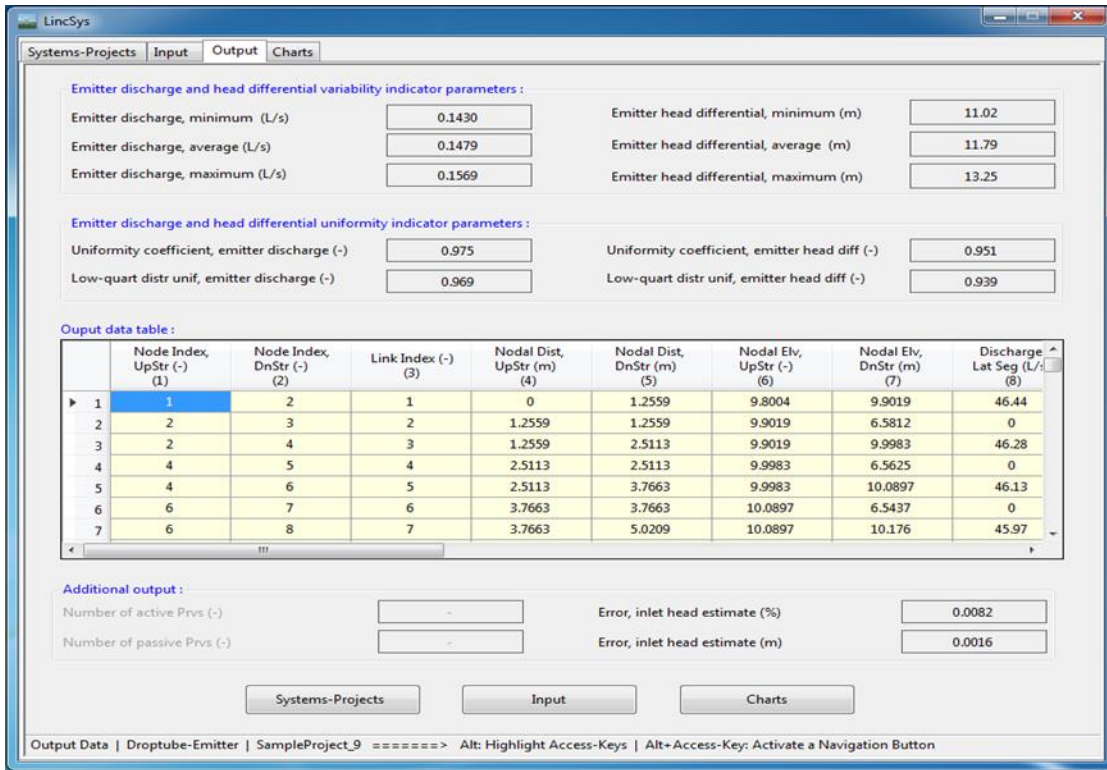 LincSys
Systems-Projects Input Output Charts
Emitter discharge and head differential variability indicator parameters :
Emitter discharge, minimum (L/s) 0.1430 Emitter head differential, minimum (m) 11.02
Emitter discharge, average (L/s) 0.1479 Emitter head differential, average (m) 11.79
Emitter discharge, maximum (L/s) 0.1569 Emitter head differential, maximum (m) 13.25
Emitter discharge and head differential uniformity indicator parameters :
Uniformity coefficient, emitter discharge (-) 0.975 Uniformity coefficient, emitter head diff (-) 0.951
Low-quart distr unif, emitter discharge (-) 0.969 Low-quart distr unif, emitter head diff (-) 0.939
Ouput data table :
Node Index, Node Index, Link Index (-) Nodal Dist, Nodal Dist, Nodal Elv, Nodal Elv, Discharge
UpStr (-) DnStr (-) UpStr (m) DnStr (m) UpStr (-) DnStr (m) Lat Seg (L/
(1) (2) (3) (4) (5) (6) (7) (8)
1 1 2 1 0 1.2559 9.8004 9.9019 46.44
2 2 3 2 1.2559 1.2559 9.9019 6.5812 0
3 2 4 3 1.2559 2.5113 9.9019 9.9983 46.28
4 4 5 4 2.5113 2.5113 9.9983 6.5625 0
5 4 6 5 2.5113 3.7663 9.9983 10.0897 46.13
6 6 7 6 3.7663 3.7663 10.0897 6.5437 0
7 6 8 7 3.7663 5.0209 10.0897 10.176 45.97
Additional output :
Number of active Prvs (-) - Error, inlet head estimate (%) 0.0082
Number of passive Prvs (-) - Error, inlet head estimate (m) 0.0016
Systems-Projects Input Charts
Output Data | Droptube-Emitter | SampleProject_9 =======> Alt: Highlight Access-Keys | Alt+Access-Key: Activate a Navigation Button